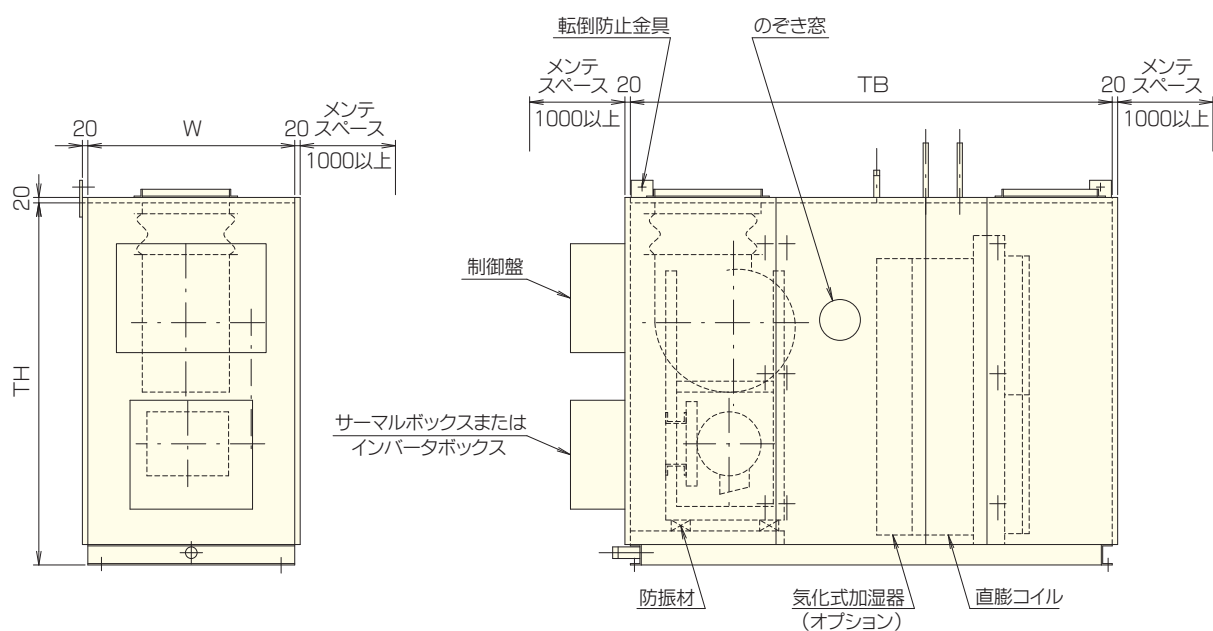 転倒防止金具
のぞき窓
メンテ
スペース
1000以上
20
TB
20
メンテ
スペース
1000以上
20
W
20
メンテ
スペース
1000以上
20
TH
制御盤
サーマルボックスまたは
インバータボックス
防振材
気化式加湿器
（オプション）
直膨コイル